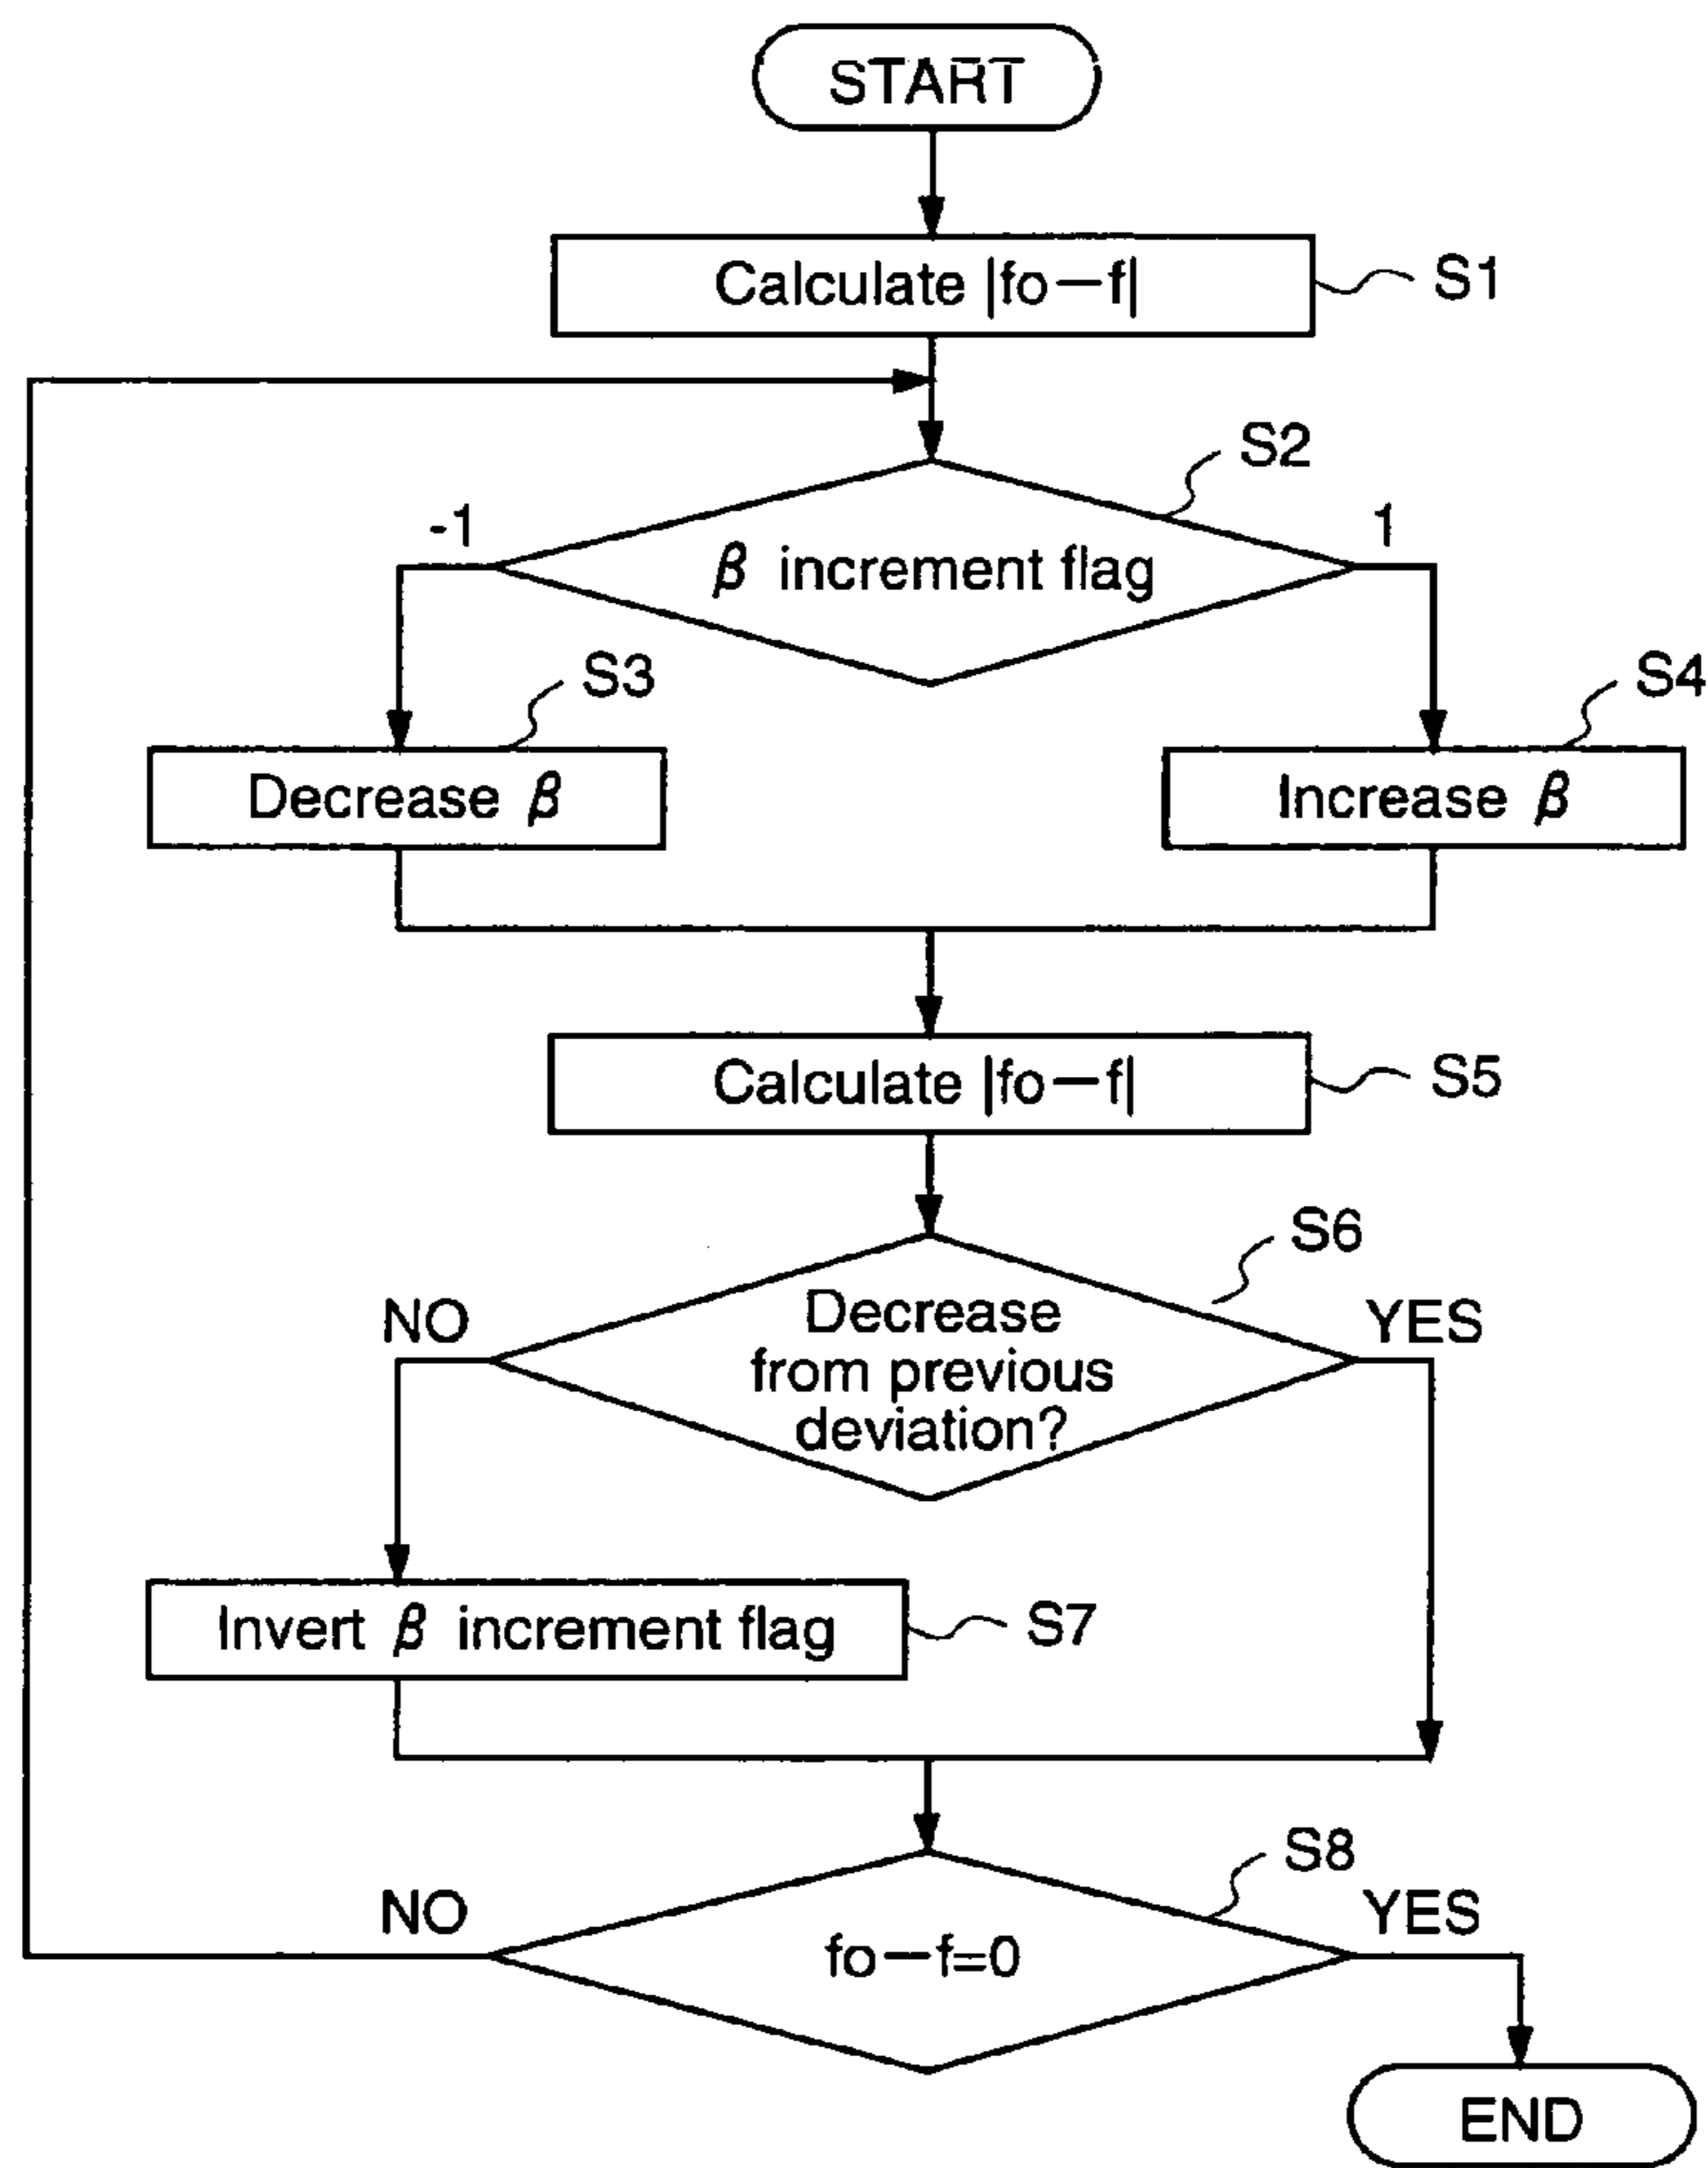 START
Calculate |fo−f|
S1
S2
-1
1
β increment flag
S3
S4
Decrease β
Increase β
Calculate |fo−f|
S5
S6
NO
YES
Decrease
from previous
deviation?
Invert β increment flag
S7
S8
NO
YES
fo−f=0
END